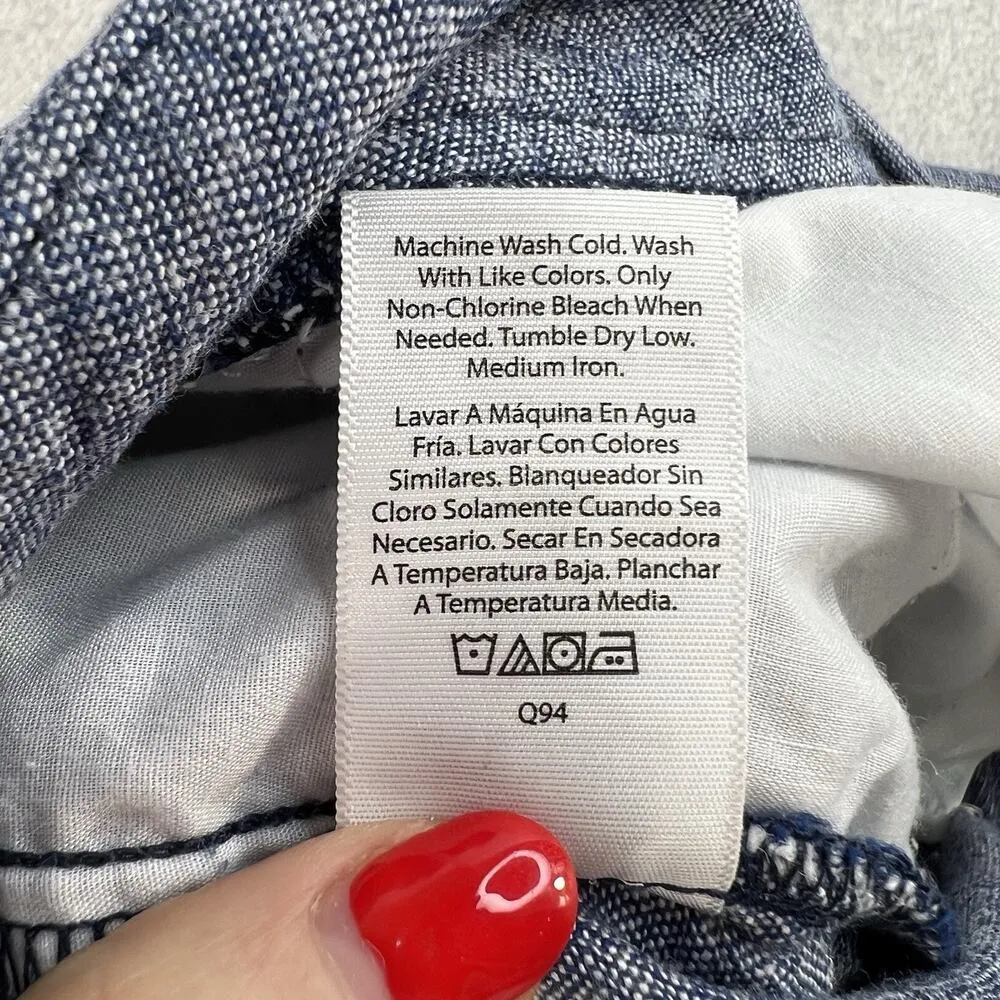 Machine Wash Cold. Wash
With Like Colors. Only
Non-Chlorine Bleach When
Needed. Tumble Dry Low.
Medium Iron.
Lavar A Máquina En Agua
Fría. Lavar Con Colores
Similares. Blanqueador Sin
Cloro Solamente Cuando Sea
Necesario. Secar En Secadora
A Temperatura Baja. Planchar
A Temperatura Media.
Q94